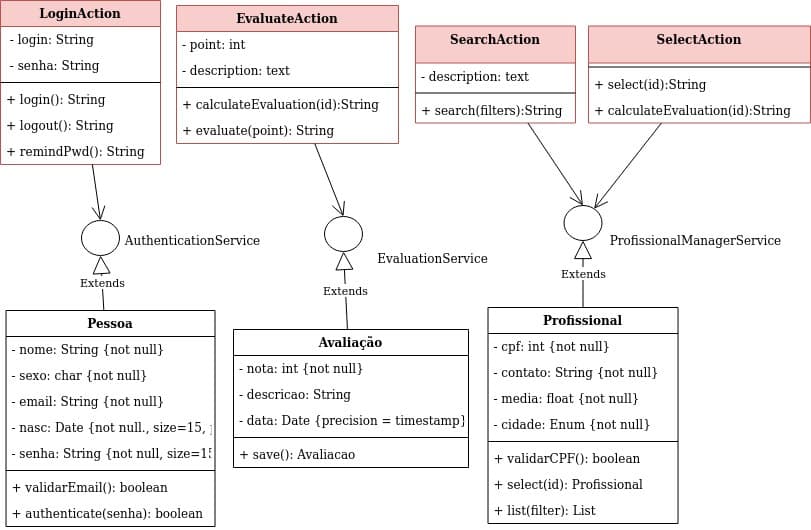 LoginAction
- login: String
- senha: String
+ login(): String
+ logout(): String
+ remindPwd(): String
EvaluateAction
- point: int
- description: text
+ calculateEvaluation(id):String
+ evaluate(point): String
SearchAction
- description: text
+ search(filters):String
SelectAction
+ select(id):String
+ calculateEvaluation(id):String
AuthenticationService
EvaluationService
ProfissionalManagerService
Extends
Extends
Extends
Pessoa
- nome: String {not null}
- sexo: char {not null}
- email: String {not null}
- nasc: Date {not null., size=15,
- senha: String {not null, size=15
+ validarEmail(): boolean
+ authenticate(senha): boolean
Avaliação
- nota: int {not null}
- descricao: String
- data: Date {precision = timestamp}
+ save(): Avaliacao
Profissional
- cpf: int {not null}
- contato: String {not null}
- media: float {not null}
- cidade: Enum {not null}
+ validarCPF(): boolean
+ select(id): Profissional
+ list(filter): List